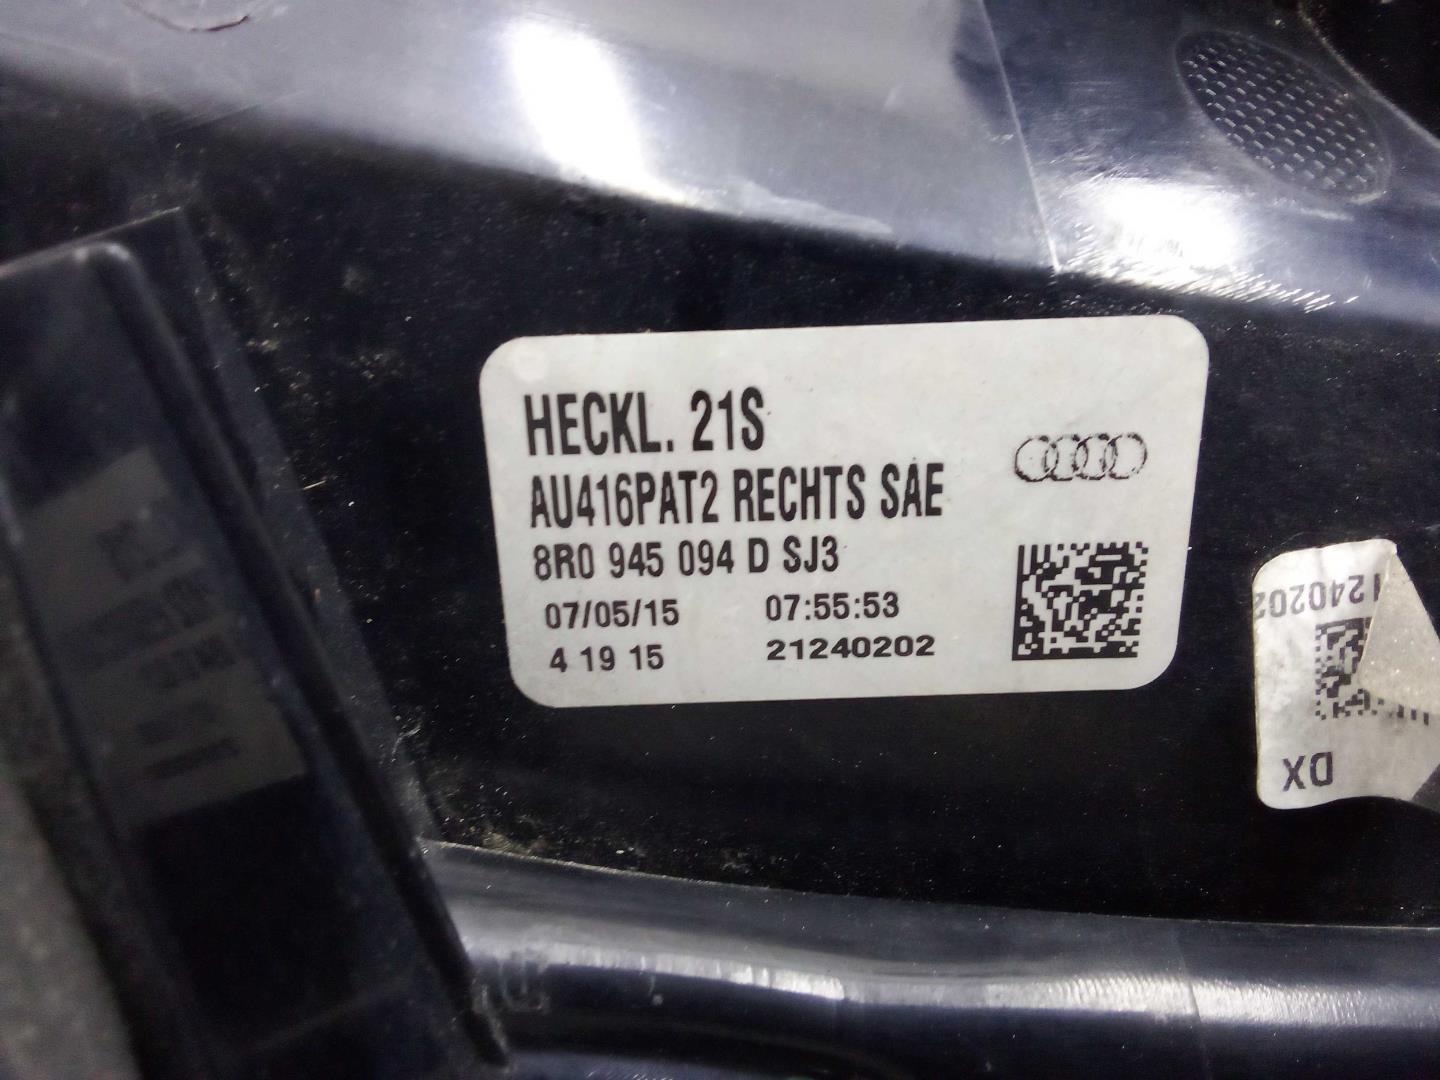 HECKL. 21S
AU416PAT2 RECHTS SAE
8R0 945 094 D SJ3
07/05/15 07:55:53
4 19 15 21240202
DX